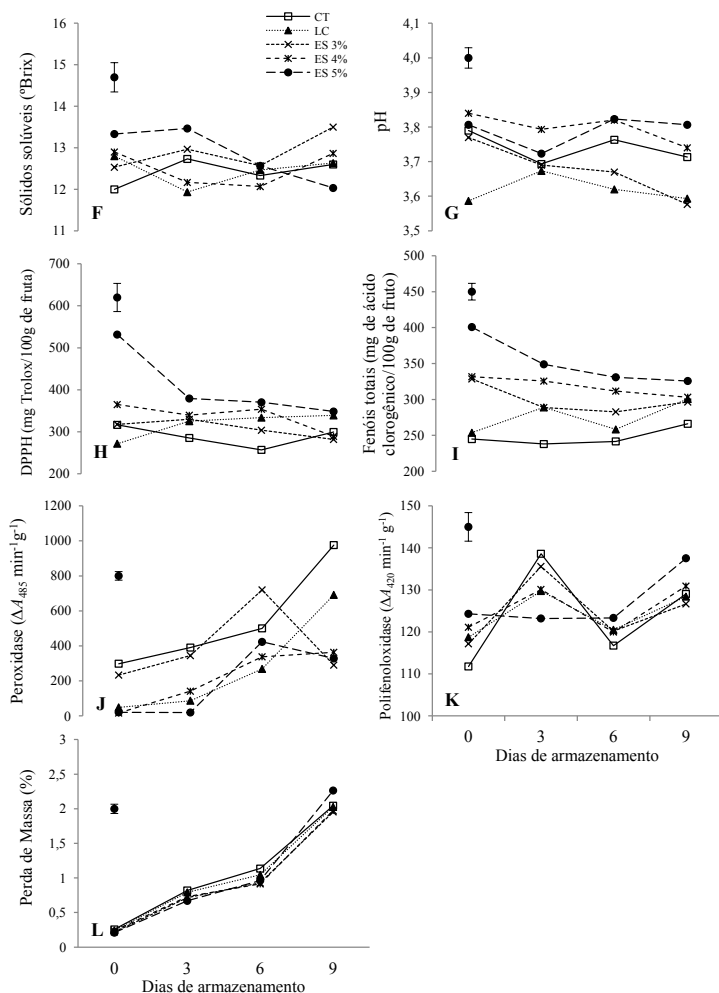 CT
LC
ES 3%
ES 4%
ES 5%
16
15
14
13
12
11
Sólidos solúveis (ºBrix)
F
4,1
4,0
3,9
3,8
3,7
3,6
3,5
pH
G
700
600
500
400
300
200
DPPH (mg Trolox/100g de fruta)
H
450
400
350
300
250
200
Fenóis totais (mg de ácido
clorogênico/100g de fruto)
I
1200
1000
800
600
400
200
0
Peroxidase (ΔA485 min-1g-1)
J
150
140
130
120
110
100
Polifenoloxidase (ΔA420 min-1 g-1)
K
0 3 6 9
Dias de armazenamento
3
2,5
2
1,5
1
0,5
0
Perda de Massa (%)
L
0 3 6 9
Dias de armazenamento